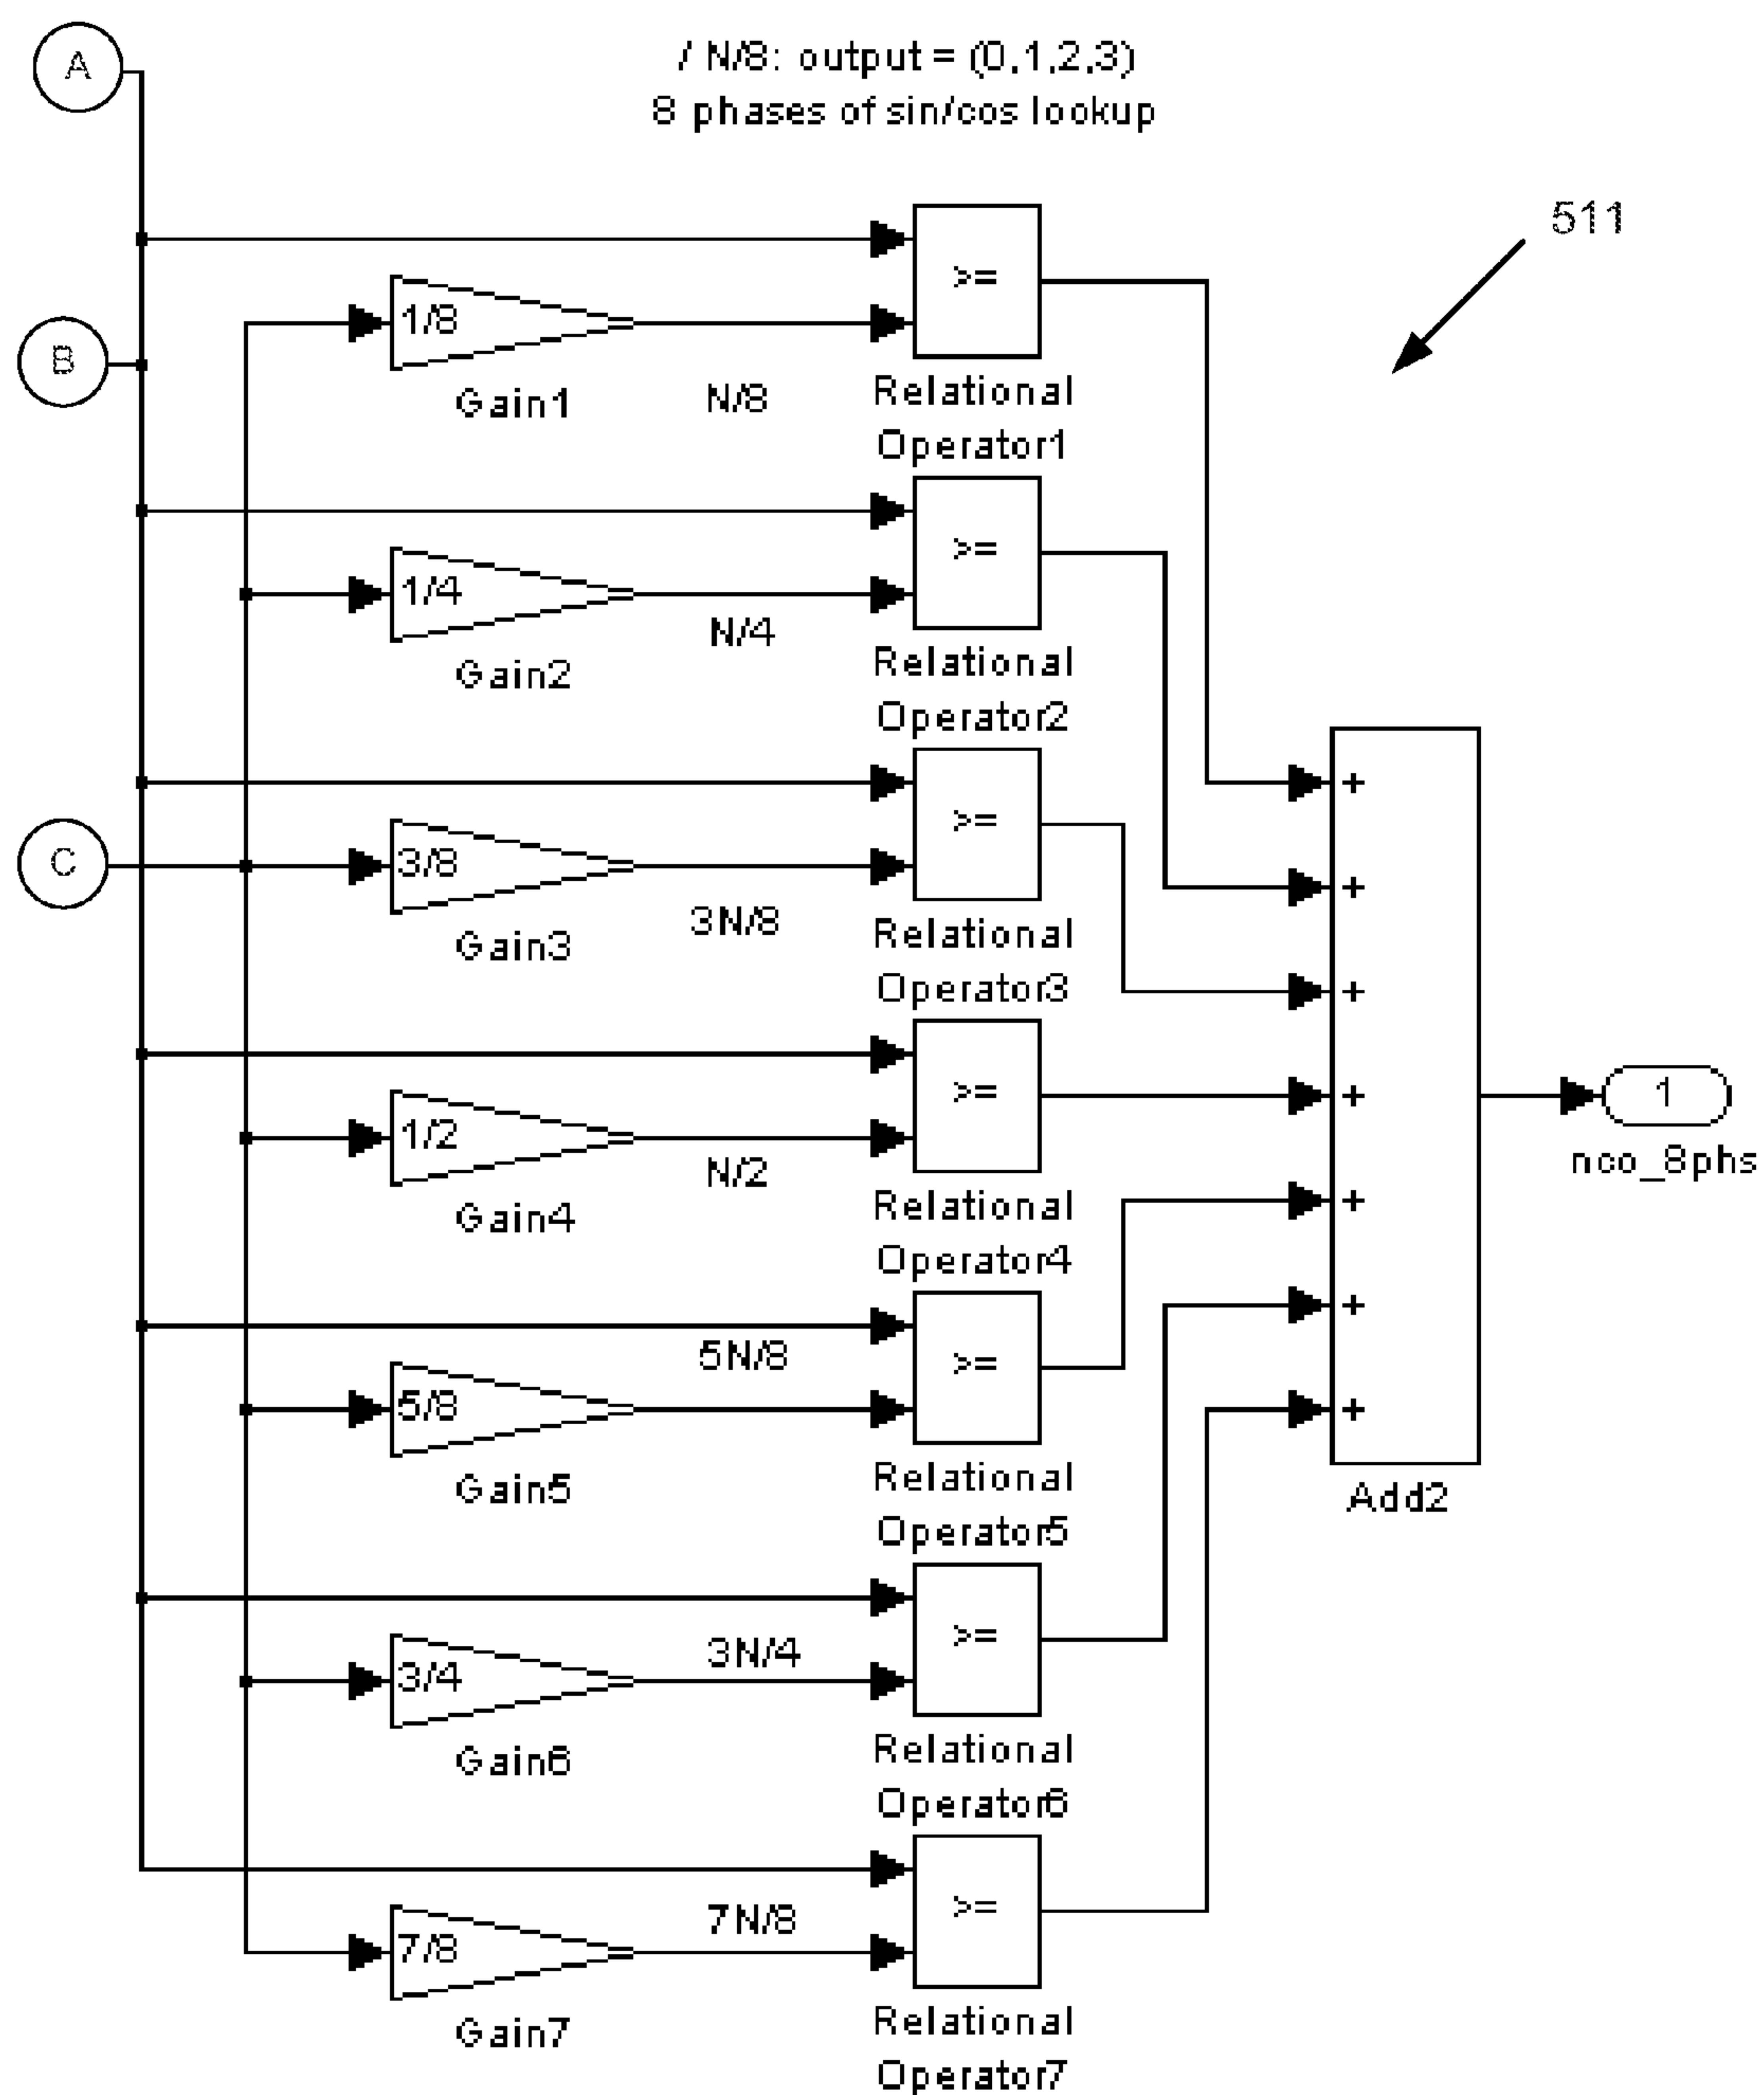 A
/ N/8: output = (0,1,2,3)
8 phases of sin/cos lookup
511
>=
1/8
B
Gain1
N/8
Relational
Operator1
>=
1/4
N/4
Gain2
Relational
Operator2
+
>=
3/8
C
+
3N/8
Gain3
Relational
Operator3
+
>=
+
1
1/2
N/2
nco_8phs
Gain4
Relational
Operator4
+
+
5N/8
>=
5/8
+
Gain5
Relational
Operator5
Add2
>=
3N/4
3/4
Gain6
Relational
Operator6
>=
7N/8
7/8
Gain7
Relational
Operator7